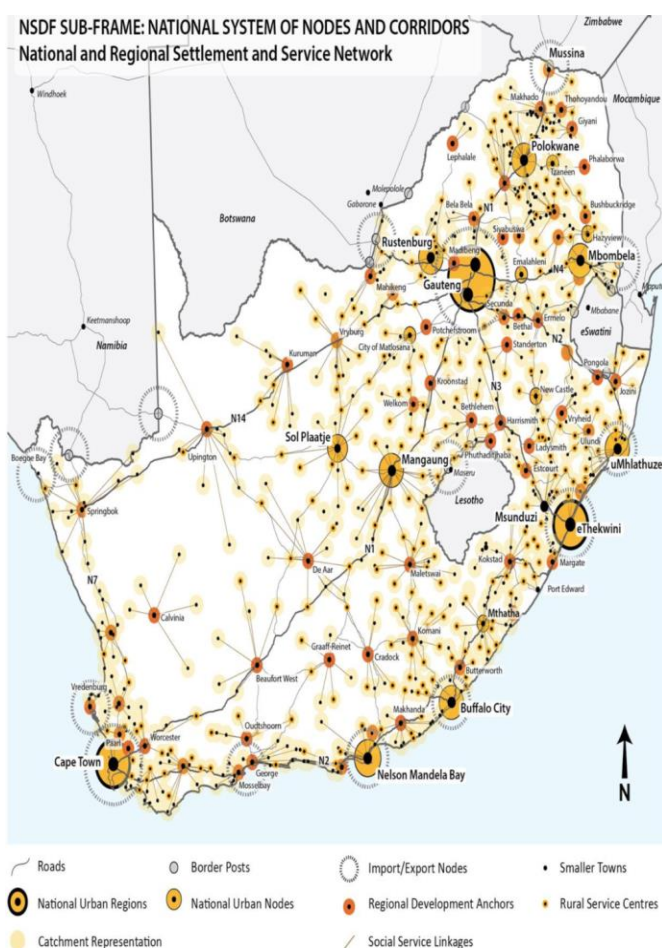 NSDF SUB-FRAME: NATIONAL SYSTEM OF NODES AND CORRIDORS
National and Regional Settlement and Service Network
Zimbabwe
Mussina
Windhoek
Makhado
Thohoyandou
Mocambique
Giyani
Polokwane
Lephalale
Tzaneen
Phalaborwa
Molepolole
Gaborone
Bela Bela
N1
Bushbuckridge
Botswana
Siyabuswa
Hazyview
Rustenburg
Madibeng
Mbombela
Emalahleni
N4
Mahikeng
Gauteng
Secunda
Mbabane
Keetmanshoop
Vryburg
Bethal
Ermelo
eSwatini
Namibia
City of Matlosana
Potchefstroom
Standerton
N2
Kuruman
Pongola
Kroonstad
N3
New Castle
Jozini
N14
Welkom
Bethlehem
Harrismith
Vryheid
Sol Plaatje
Ulundi
Upington
Phuthaditjhaba
Ladysmith
Boegoe Bay
Mangaung
Maseru
Estcourt
uMhlathuze
Lesotho
Springbok
Msunduzi
eThekwini
N1
De Aar
Kokstad
Maletswai
Margate
N7
Port Edward
Calvinia
Mthatha
Komani
Graaff-Reinet
Cradock
Beaufort West
Butterworth
Vredenburg
Buffalo City
Oudtshoorn
Makhanda
Paarl
Worcester
Cape Town
George
N2
Nelson Mandela Bay
Mosselbay
N
Roads
Border Posts
Import/Export Nodes
Smaller Towns
National Urban Regions
National Urban Nodes
Regional Development Anchors
Rural Service Centres
Catchment Representation
Social Service Linkages